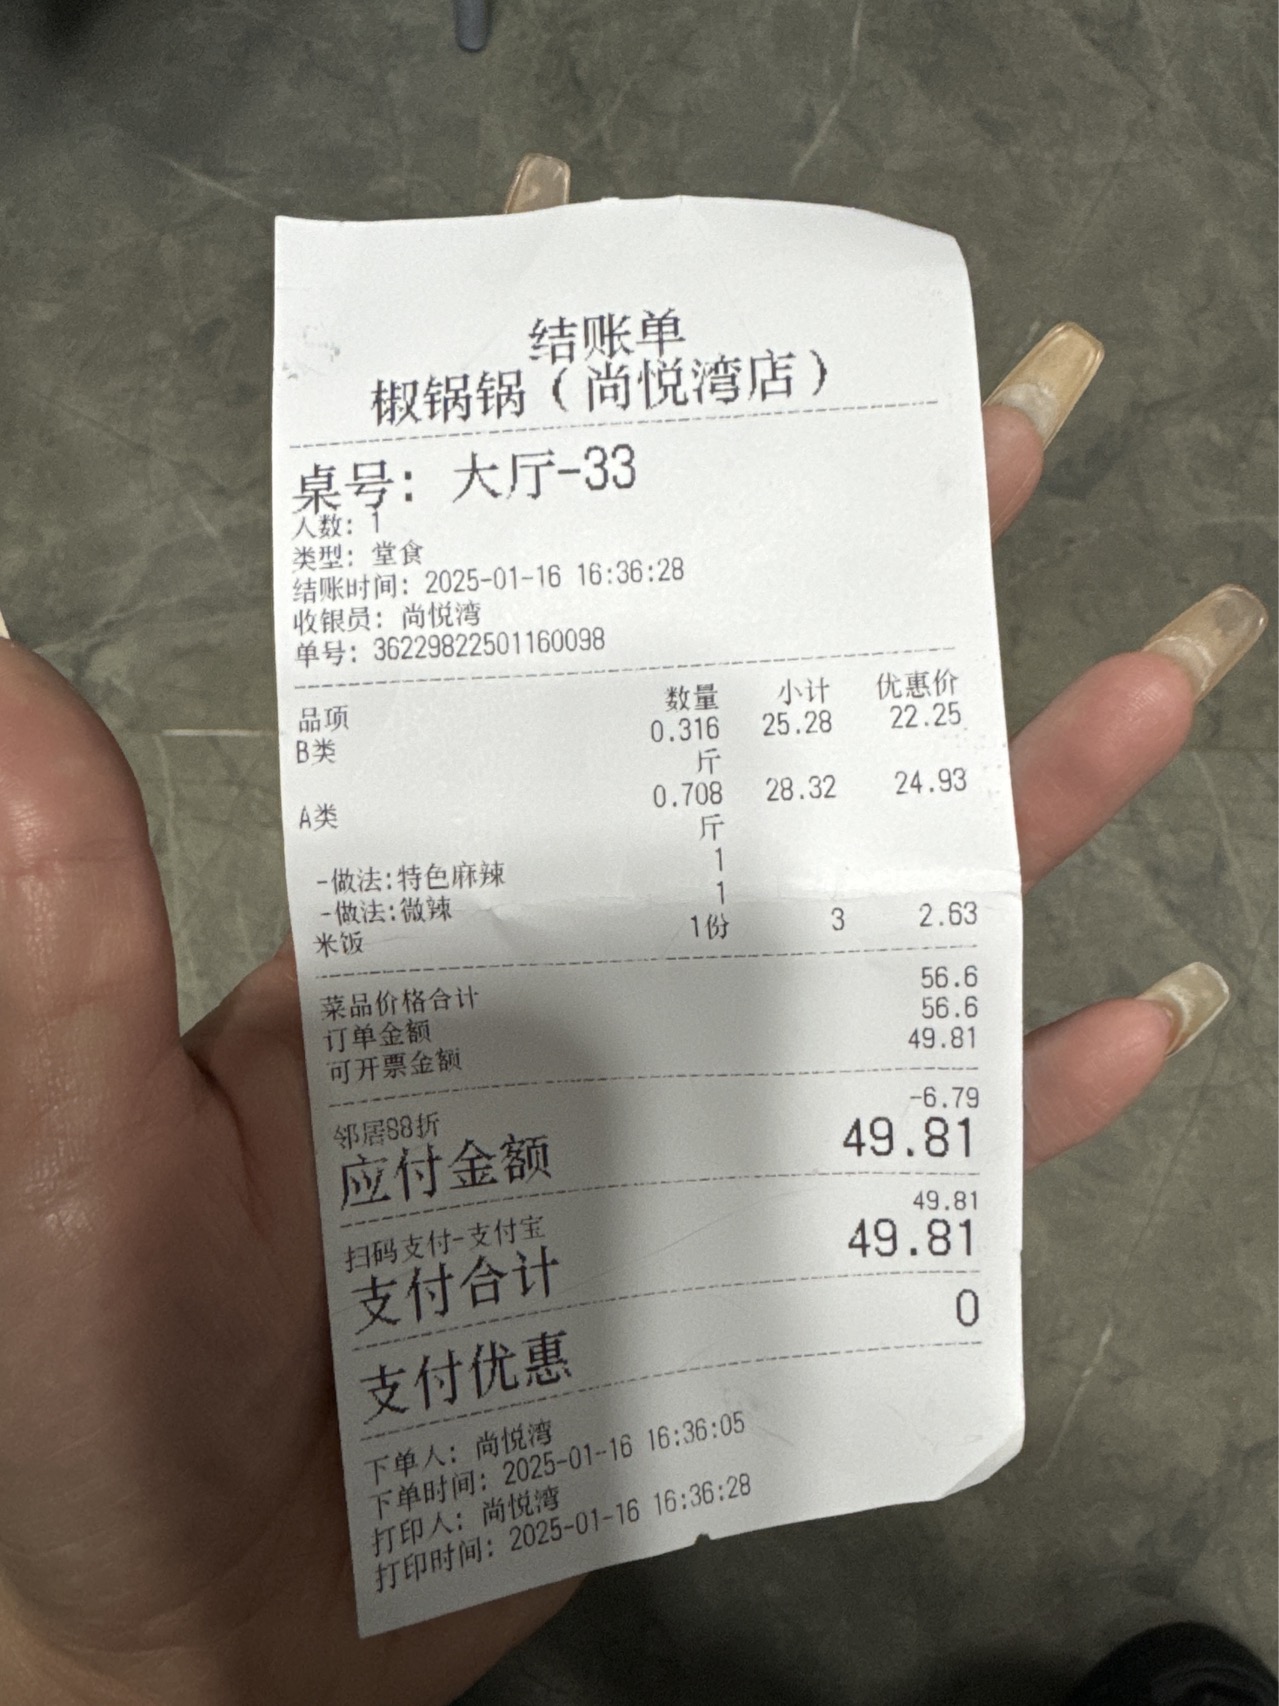 结账单
椒锅锅（尚悦湾店）
桌号：大厅-33
人数：1
类型：堂食
结账时间：2025-01-16 16:36:28
收银员：尚悦湾
单号：36229822501160098
品项 数量 小计 优惠价
B类 0.316斤 25.28 22.25
A类 0.708斤 28.32 24.93
-做法:特色麻辣 1
-做法:微辣 1
米饭 1份 3 2.63
菜品价格合计 56.6
订单金额 56.6
可开票金额 49.81
邻居88折 -6.79
应付金额 49.81
扫码支付-支付宝 49.81
支付合计 49.81
支付优惠 0
下单人：尚悦湾
下单时间：2025-01-16 16:36:05
打印人：尚悦湾
打印时间：2025-01-16 16:36:28